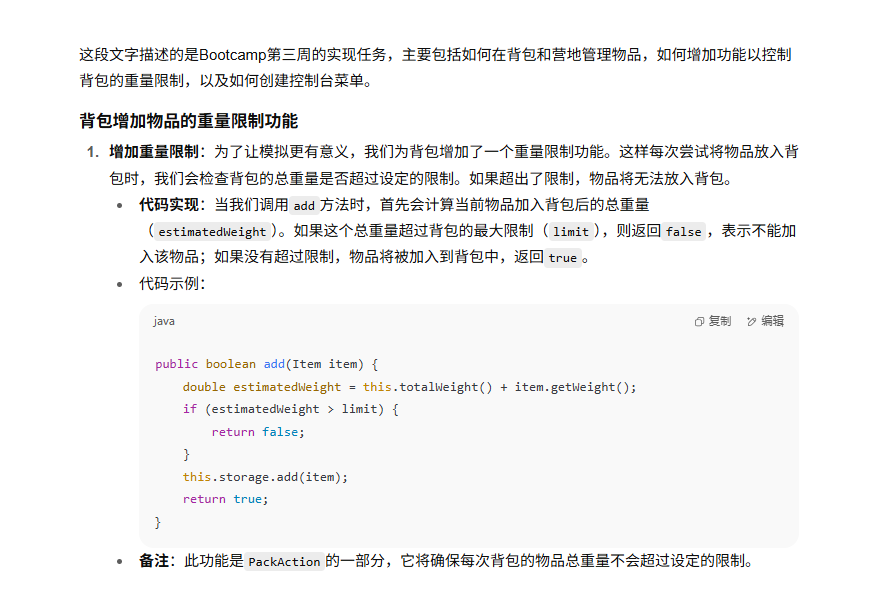 这段文字描述的是Bootcamp第三周的实现任务，主要包括如何在背包和营地管理物品，如何增加功能以控制
背包的重量限制，以及如何创建控制台菜单。
背包增加物品的重量限制功能
1. 增加重量限制：为了让模拟更有意义，我们为背包增加了一个重量限制功能。这样每次尝试将物品放入背
包时，我们会检查背包的总重量是否超过设定的限制。如果超出了限制，物品将无法放入背包。
• 代码实现：当我们调用 add 方法时，首先会计算当前物品加入背包后的总重量
（ estimatedWeight ）。如果这个总重量超过背包的最大限制（ limit ），则返回 false ，表示不能加
入该物品；如果没有超过限制，物品将被加入到背包中，返回 true 。
• 代码示例：
java 复制 编辑
public boolean add(Item item) {
    double estimatedWeight = this.totalWeight() + item.getWeight();
    if (estimatedWeight > limit) {
        return false;
    }
    this.storage.add(item);
    return true;
}
• 备注：此功能是 PackAction 的一部分，它将确保每次背包的物品总重量不会超过设定的限制。